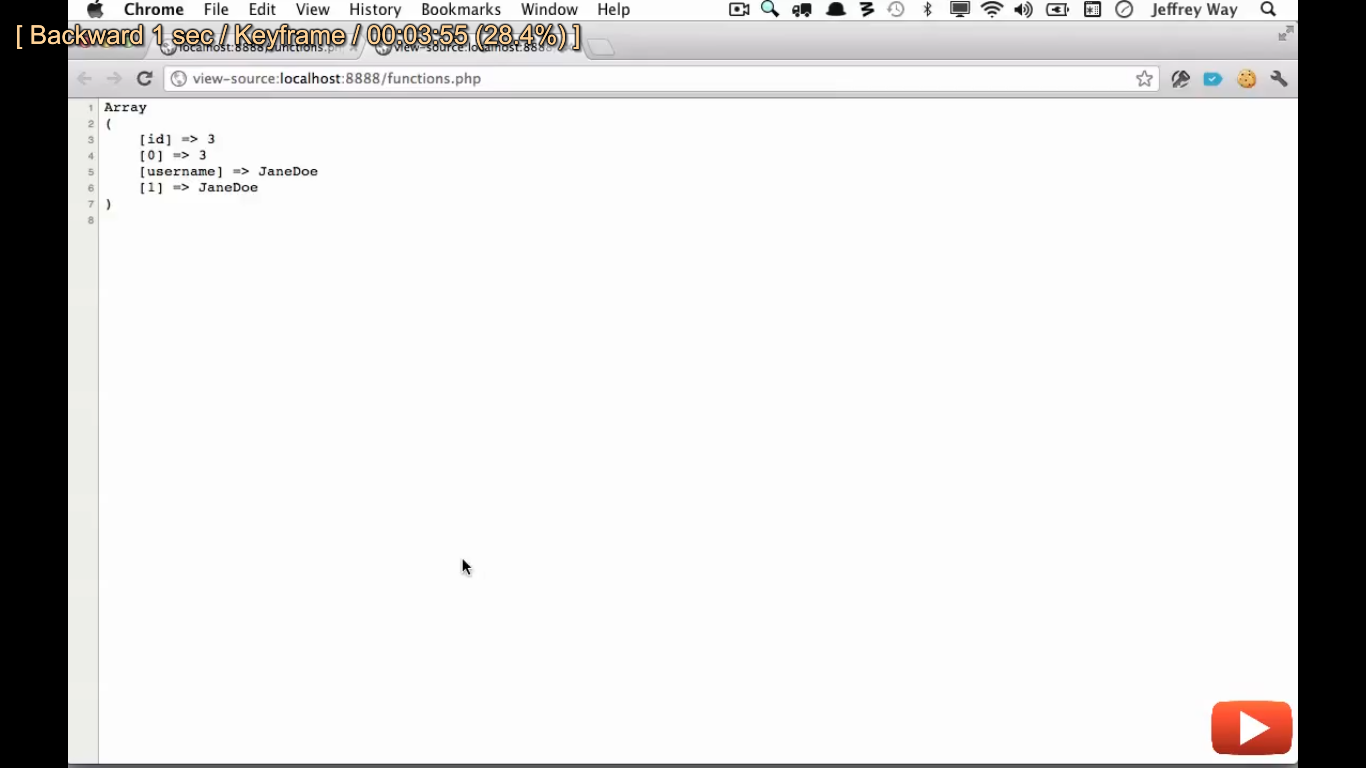 Chrome File Edit View History Bookmarks Window Help Jeffrey Way
[ Backward 1 sec / Keyframe / 00:03:55 (28.4%) ]
localhost:8888/functions.ph view-source:localhost:888
view-source:localhost:8888/functions.php
1 Array
2 (
3 [id] => 3
4 [0] => 3
5 [username] => JaneDoe
6 [1] => JaneDoe
7 )
8